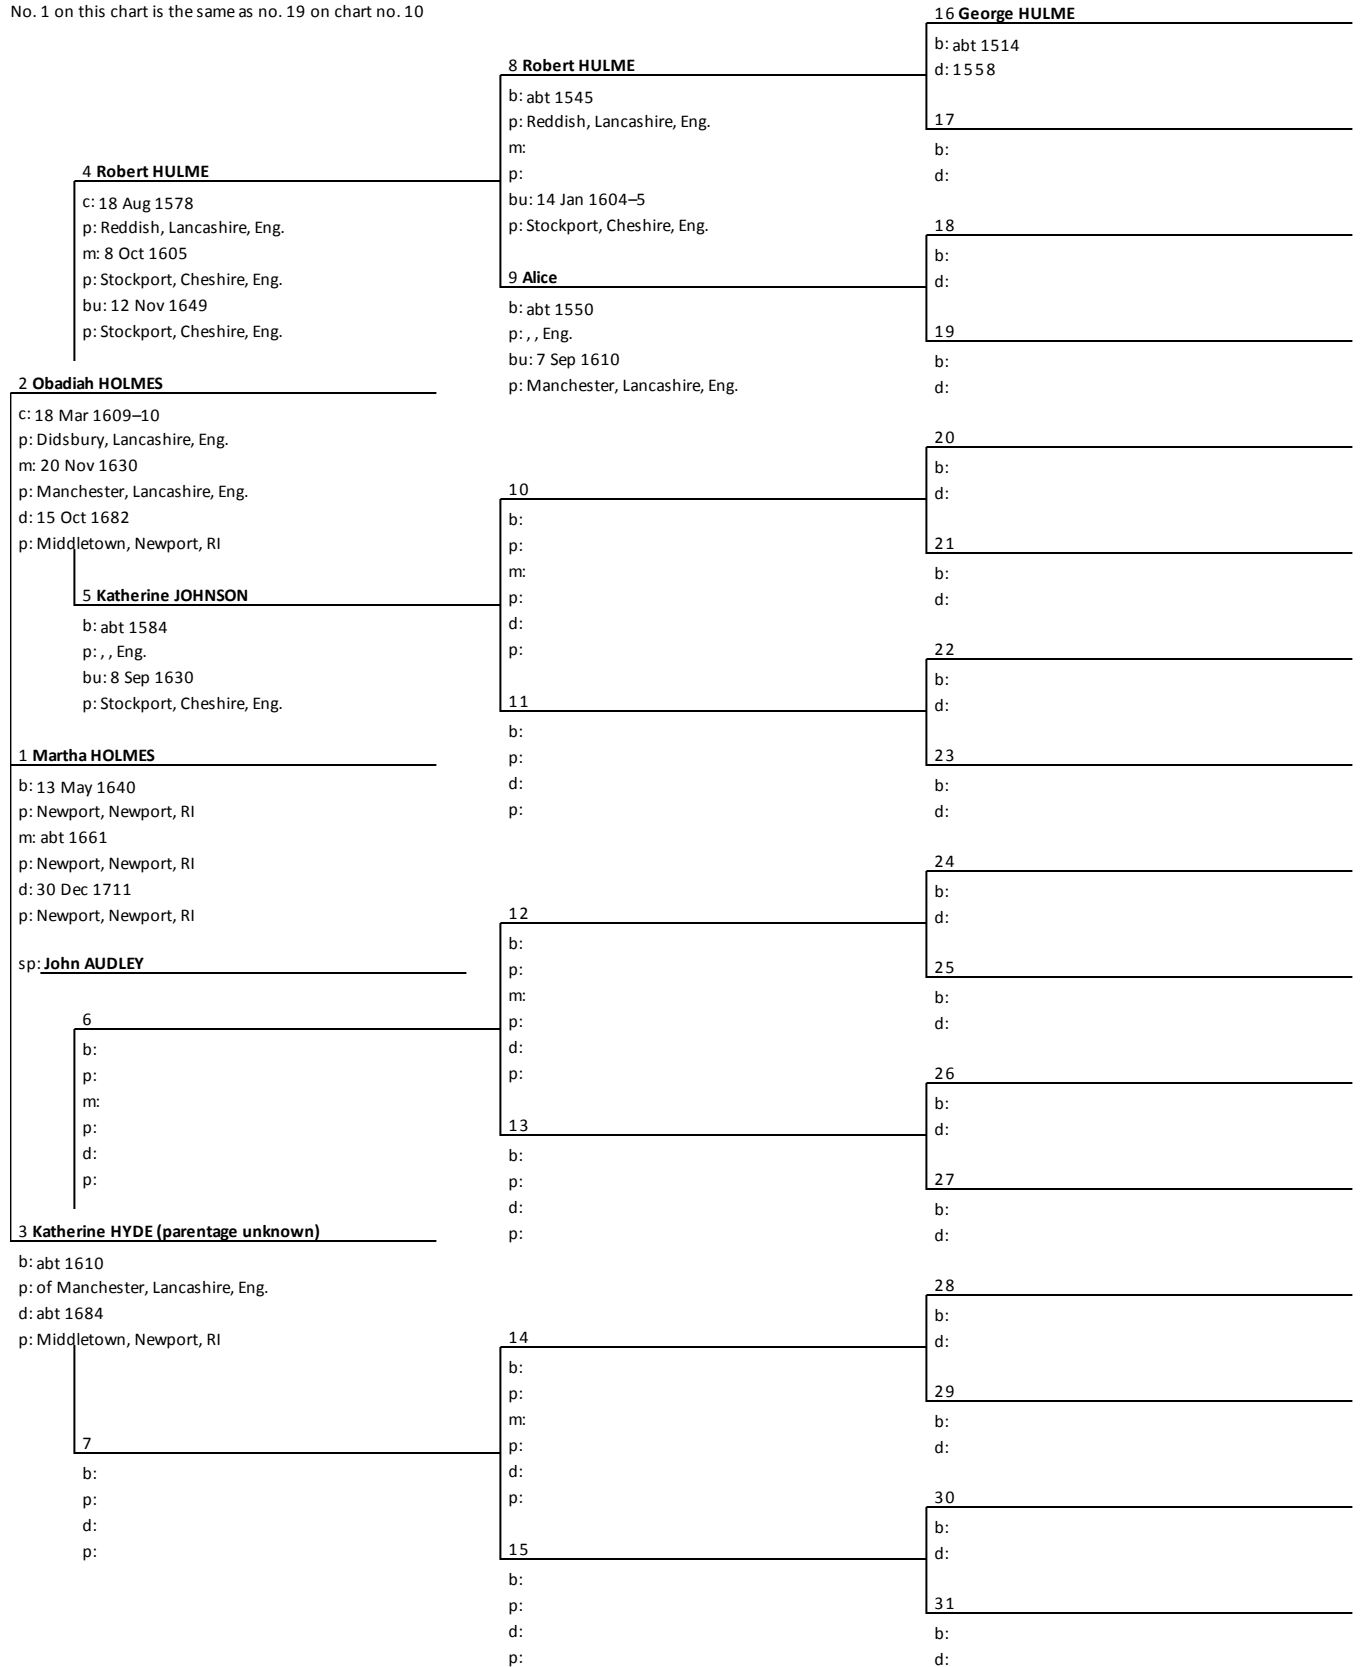 No. 1 on this chart is the same as no. 19 on chart no. 10
16 George HULME
b: abt 1514
d: 1558
8 Robert HULME
b: abt 1545
p: Reddish, Lancashire, Eng.
m:
p:
bu: 14 Jan 1604–5
p: Stockport, Cheshire, Eng.
17
b:
d:
4 Robert HULME
c: 18 Aug 1578
p: Reddish, Lancashire, Eng.
m: 8 Oct 1605
p: Stockport, Cheshire, Eng.
bu: 12 Nov 1649
p: Stockport, Cheshire, Eng.
18
b:
d:
9 Alice
b: abt 1550
p: , , Eng.
bu: 7 Sep 1610
p: Manchester, Lancashire, Eng.
19
b:
d:
2 Obadiah HOLMES
c: 18 Mar 1609–10
p: Didsbury, Lancashire, Eng.
m: 20 Nov 1630
p: Manchester, Lancashire, Eng.
d: 15 Oct 1682
p: Middletown, Newport, RI
20
b:
d:
10
b:
p:
m:
p:
d:
p:
21
b:
d:
5 Katherine JOHNSON
b: abt 1584
p: , , Eng.
bu: 8 Sep 1630
p: Stockport, Cheshire, Eng.
22
b:
d:
11
b:
p:
d:
p:
23
b:
d:
1 Martha HOLMES
b: 13 May 1640
p: Newport, Newport, RI
m: abt 1661
p: Newport, Newport, RI
d: 30 Dec 1711
p: Newport, Newport, RI
sp: John AUDLEY
24
b:
d:
12
b:
p:
m:
p:
d:
p:
25
b:
d:
6
b:
p:
m:
p:
d:
p:
26
b:
d:
13
b:
p:
d:
p:
27
b:
d:
3 Katherine HYDE (parentage unknown)
b: abt 1610
p: of Manchester, Lancashire, Eng.
d: abt 1684
p: Middletown, Newport, RI
28
b:
d:
14
b:
p:
m:
p:
d:
p:
29
b:
d:
7
b:
p:
d:
p:
30
b:
d:
15
b:
p:
d:
p:
31
b:
d: